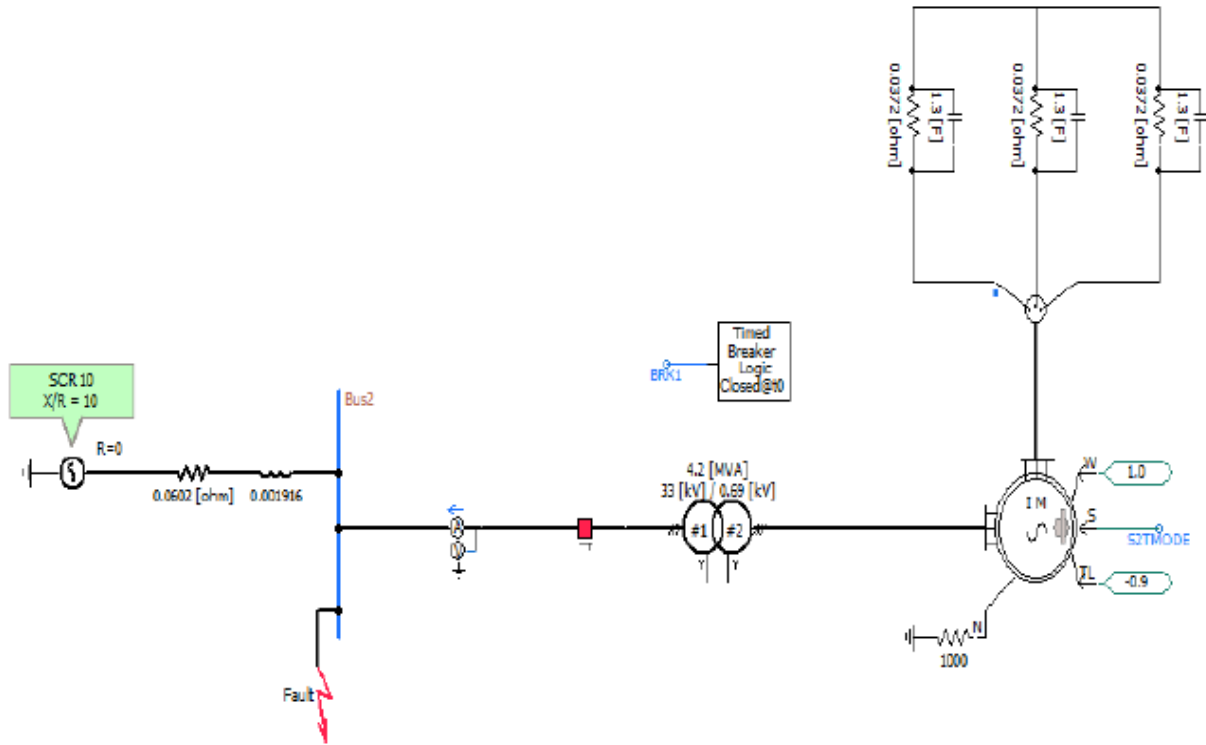 0.0372 [ohm]
1.3 [F]
0.0372 [ohm]
1.3 [F]
0.0372 [ohm]
1.3 [F]
Timed
Breaker
Logic
Closed@t0
BRK1
SCR 10
X/R = 10
Bus2
R=0
0.0602 [ohm]
0.001916
A
V
4.2 [MVA]
33 [kV] / 0.69 [kV]
#1
#2
Y
Y
I M
W
1.0
S
S2TMODE
TL
-0.9
N
1000
Fault